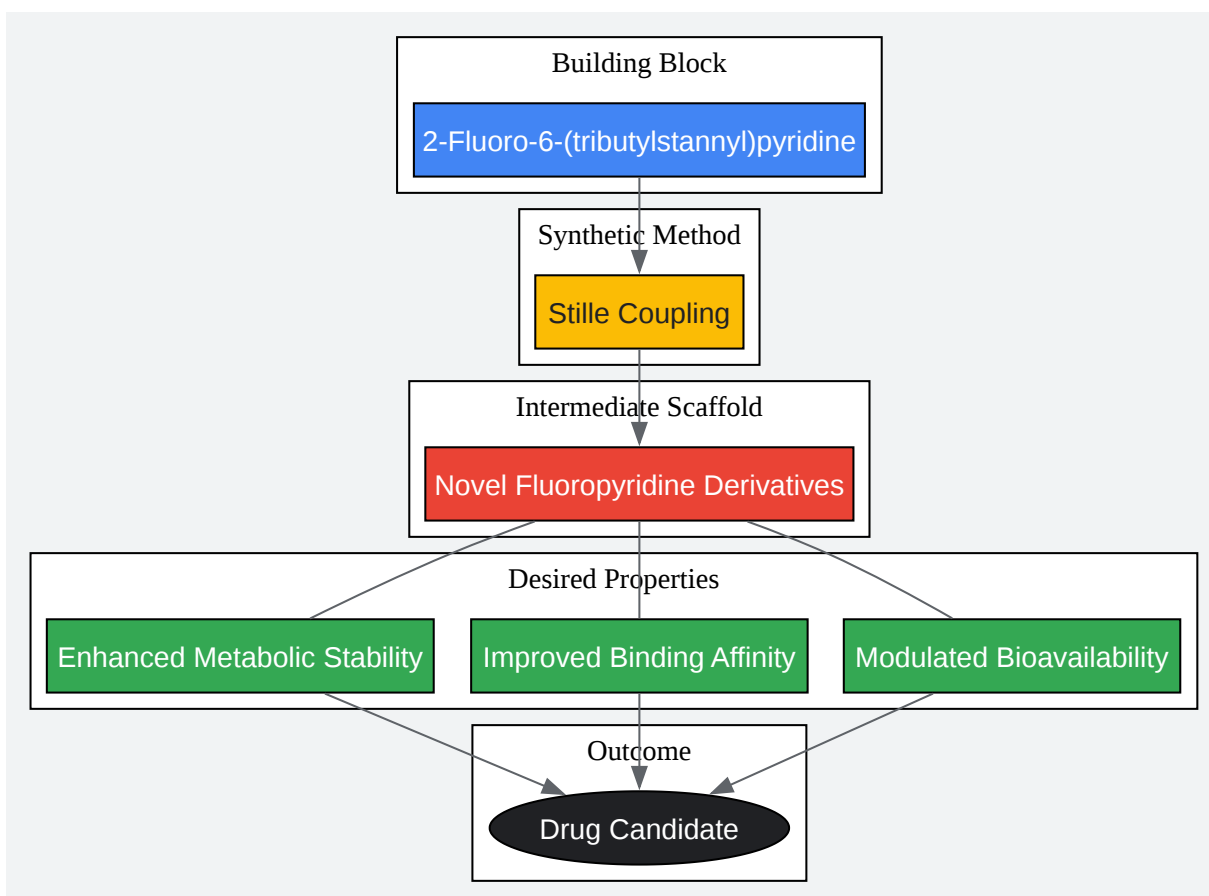 Building Block
2-Fluoro-6-(tributylstannyl)pyridine
Synthetic Method
Stille Coupling
Intermediate Scaffold
Novel Fluoropyridine Derivatives
Desired Properties
Enhanced Metabolic Stability
Improved Binding Affinity
Modulated Bioavailability
Outcome
Drug Candidate